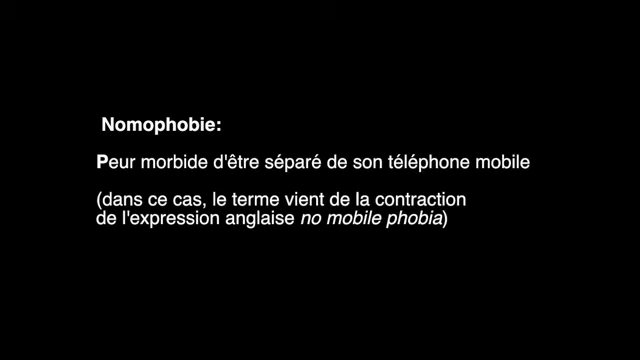 Nomophobie:
Peur morbide d'être séparé de son téléphone mobile
(dans ce cas, le terme vient de la contraction
de l'expression anglaise no mobile phobia)